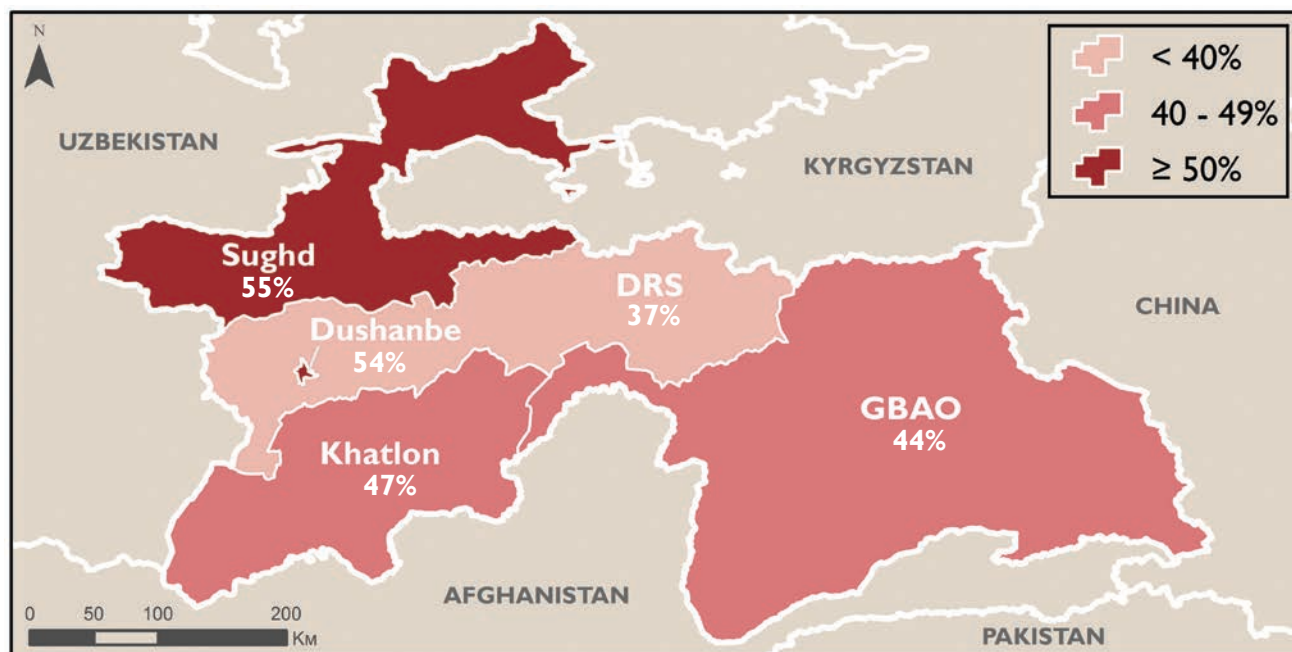 N
< 40%
40 - 49%
≥ 50%
UZBEKISTAN
KYRGYZSTAN
Sughd
55%
DRS
37%
CHINA
Dushanbe
54%
GBAO
44%
Khatlon
47%
AFGHANISTAN
PAKISTAN
0 50 100 200
Км